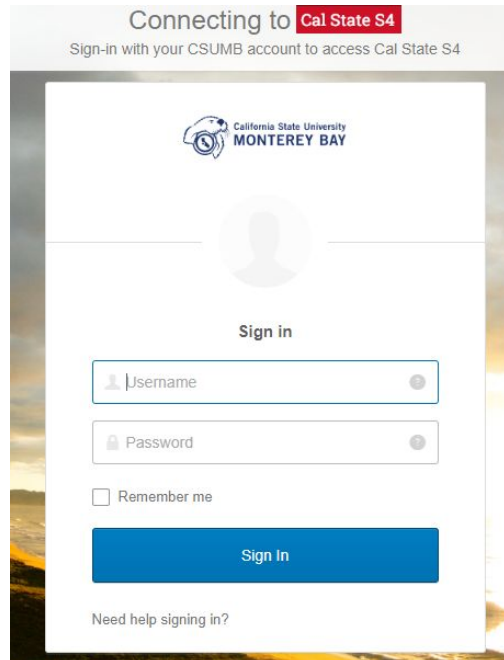 Connecting to Cal State S4
Sign-in with your CSUMB account to access Cal State S4
California State University
MONTEREY BAY
Sign in
Username
?
Password
?
Remember me
Sign In
Need help signing in?